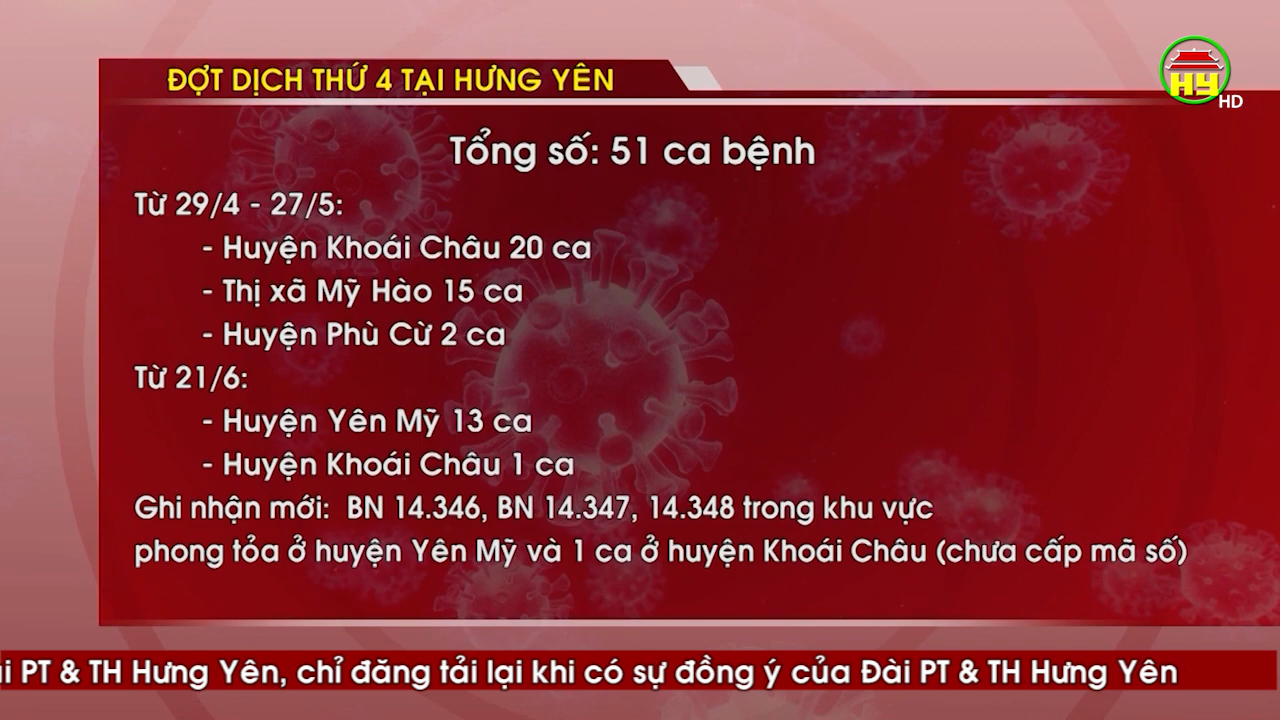 ĐỢT DỊCH THỨ 4 TẠI HƯNG YÊN
HY
HD
Tổng số: 51 ca bệnh
Từ 29/4 - 27/5:
- Huyện Khoái Châu 20 ca
- Thị xã Mỹ Hào 15 ca
- Huyện Phù Cừ 2 ca
Từ 21/6:
- Huyện Yên Mỹ 13 ca
- Huyện Khoái Châu 1 ca
Ghi nhận mới: BN 14.346, BN 14.347, 14.348 trong khu vực
phong tỏa ở huyện Yên Mỹ và 1 ca ở huyện Khoái Châu (chưa cấp mã số)
PT & TH Hưng Yên, chỉ đăng tải lại khi có sự đồng ý của Đài PT & TH Hưng Yên